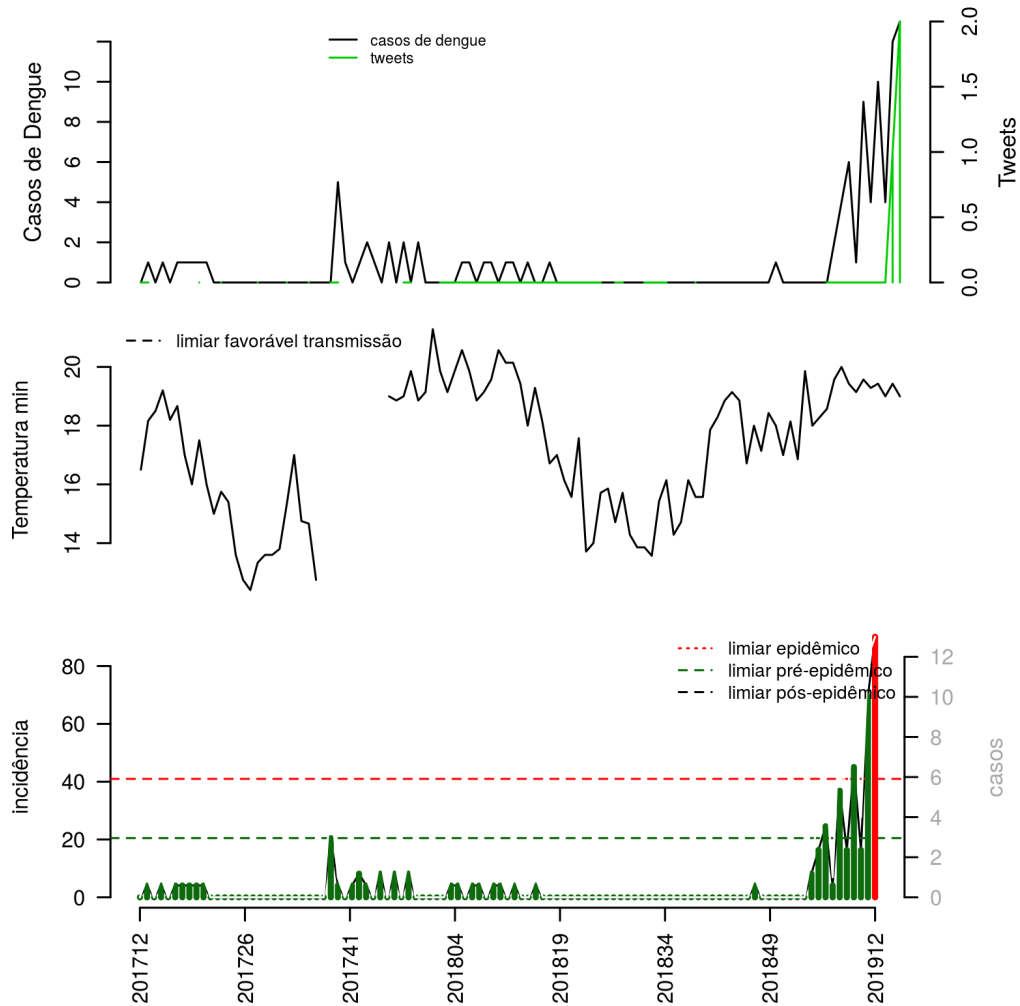 casos de dengue
tweets
Casos de Dengue
0 2 4 6 8 10
Tweets
0.0 0.5 1.0 1.5 2.0
limiar favorável transmissão
Temperatura min
14 16 18 20
limiar epidêmico
limiar pré-epidêmico
limiar pós-epidêmico
incidência
0 20 40 60 80
casos
0 2 4 6 8 10 12
201712 201726 201741 201804 201819 201834 201849 201912